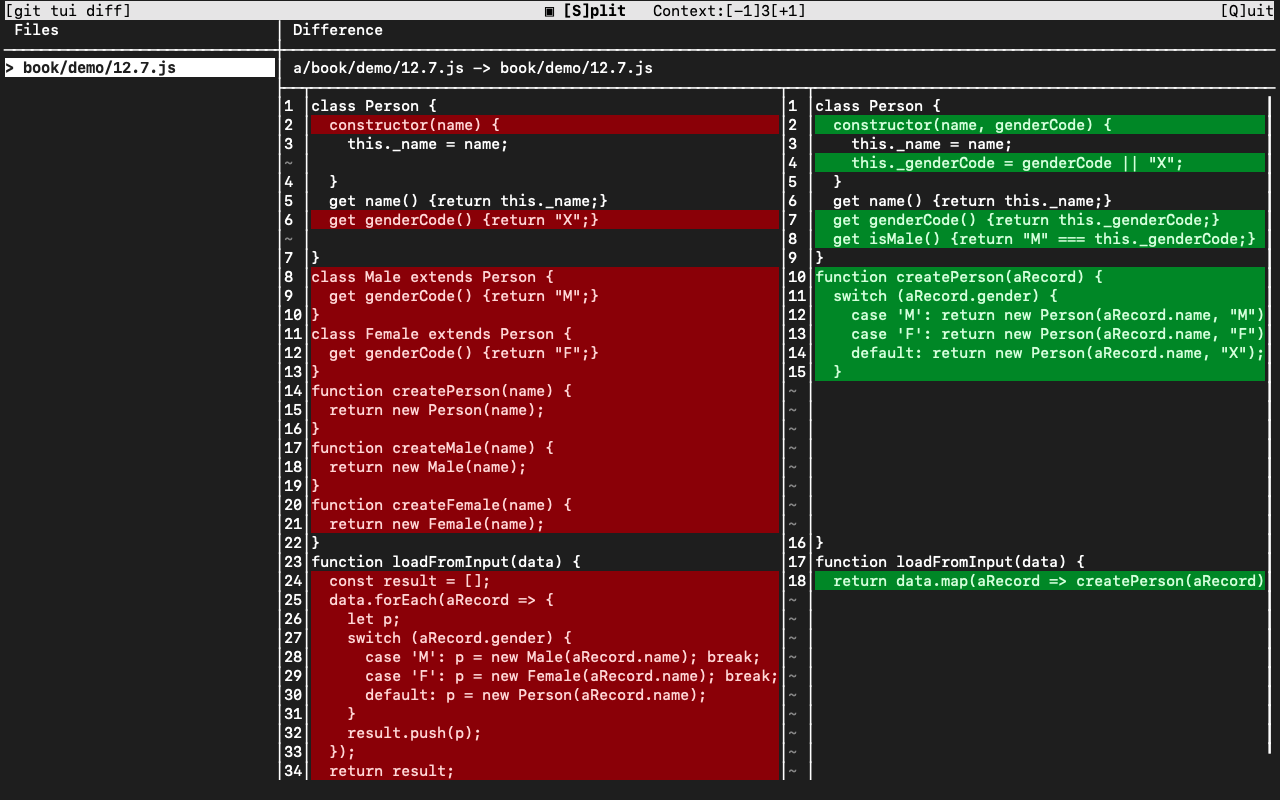 [git tui diff] ▣ [S]plit Context:[-1]3[+1] [Q]uit
Files
> book/demo/12.7.js
Difference
a/book/demo/12.7.js -> book/demo/12.7.js
1 class Person {
2   constructor(name) {
3     this._name = name;
~
4   }
5   get name() {return this._name;}
6   get genderCode() {return "X";}
~
7 }
8 class Male extends Person {
9   get genderCode() {return "M";}
10 }
11 class Female extends Person {
12   get genderCode() {return "F";}
13 }
14 function createPerson(name) {
15   return new Person(name);
16 }
17 function createMale(name) {
18   return new Male(name);
19 }
20 function createFemale(name) {
21   return new Female(name);
22 }
23 function loadFromInput(data) {
24   const result = [];
25   data.forEach(aRecord => {
26     let p;
27     switch (aRecord.gender) {
28       case 'M': p = new Male(aRecord.name); break;
29       case 'F': p = new Female(aRecord.name); break;
30       default: p = new Person(aRecord.name);
31     }
32     result.push(p);
33   });
34   return result;
1 class Person {
2   constructor(name, genderCode) {
3     this._name = name;
4     this._genderCode = genderCode || "X";
5   }
6   get name() {return this._name;}
7   get genderCode() {return this._genderCode;}
8   get isMale() {return "M" === this._genderCode;}
9 }
10 function createPerson(aRecord) {
11   switch (aRecord.gender) {
12     case 'M': return new Person(aRecord.name, "M")
13     case 'F': return new Person(aRecord.name, "F")
14     default: return new Person(aRecord.name, "X");
15   }
~
~
~
~
~
~
~
~
16 }
17 function loadFromInput(data) {
18   return data.map(aRecord => createPerson(aRecord)
~
~
~
~
~
~
~
~
~
~